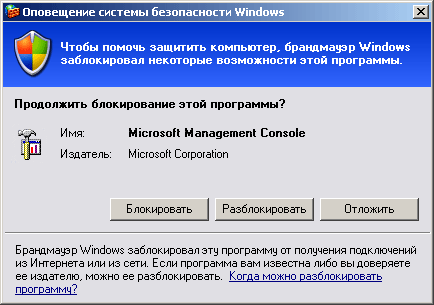 Оповещение системы безопасности Windows
Чтобы помочь защитить компьютер, брандмауэр Windows
заблокировал некоторые возможности этой программы.
Продолжить блокирование этой программы?
Имя: Microsoft Management Console
Издатель: Microsoft Corporation
Блокировать Разблокировать Отложить
Брандмауэр Windows заблокировал эту программу от получения подключений
из Интернета или из сети. Если программа вам известна либо вы доверяете
ее издателю, можно ее разблокировать. Когда можно разблокировать
программу?